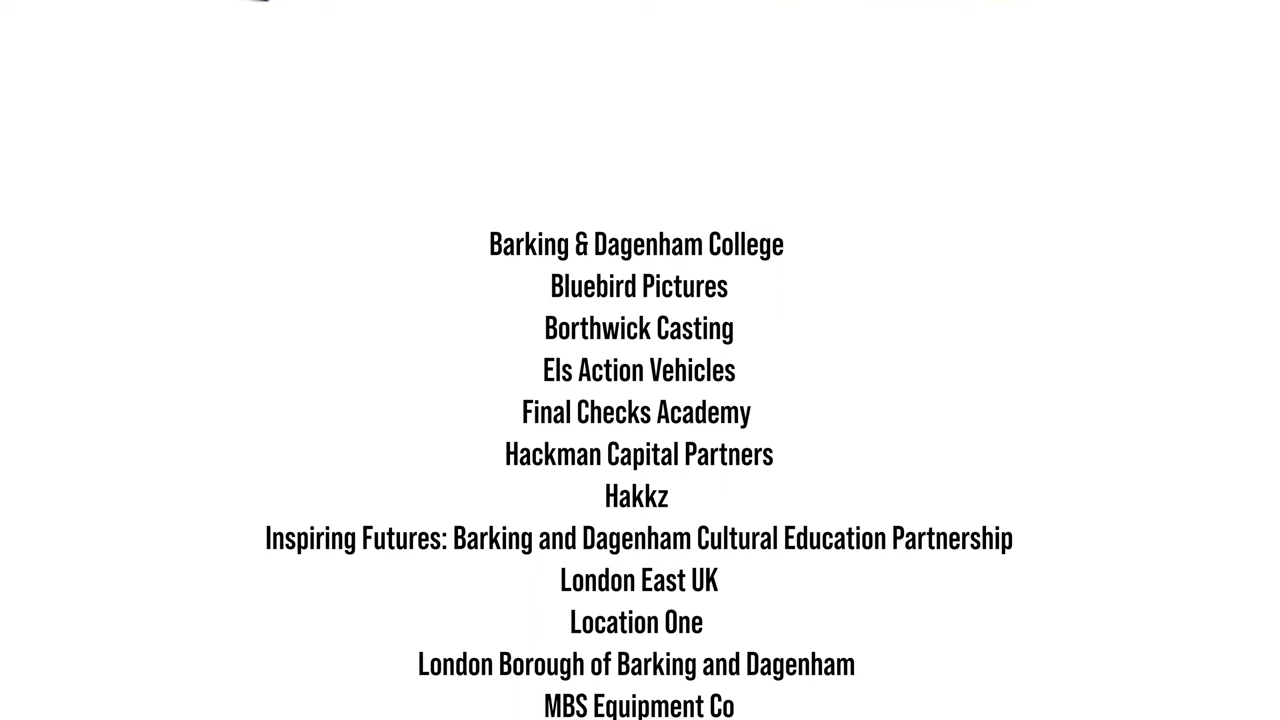 Barking & Dagenham College
Bluebird Pictures
Borthwick Casting
Els Action Vehicles
Final Checks Academy
Hackman Capital Partners
Hakkz
Inspiring Futures: Barking and Dagenham Cultural Education Partnership
London East UK
Location One
London Borough of Barking and Dagenham
MBS Equipment Co